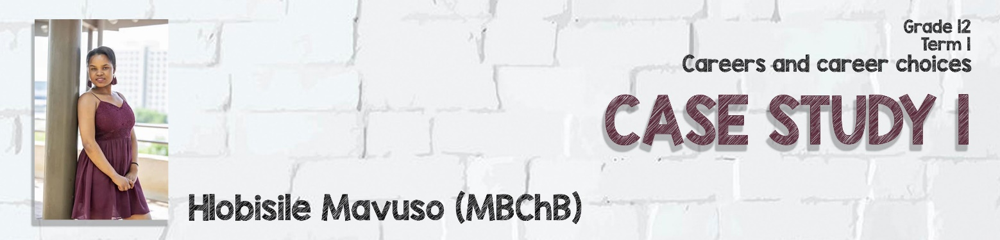 Grade 12
Term 1
Careers and career choices
CASE STUDY 1
Hlobisile Mavuso (MBChB)